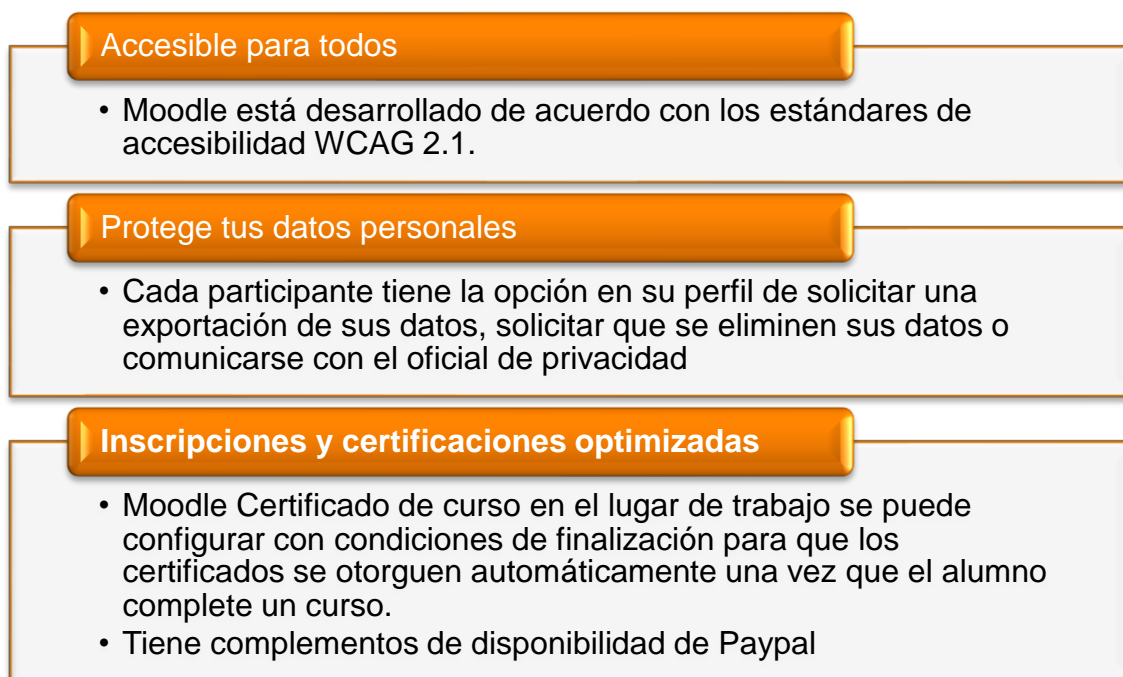 Accesible para todos
• Moodle está desarrollado de acuerdo con los estándares de
accesibilidad WCAG 2.1.
Protege tus datos personales
• Cada participante tiene la opción en su perfil de solicitar una
exportación de sus datos, solicitar que se eliminen sus datos o
comunicarse con el oficial de privacidad
Inscripciones y certificaciones optimizadas
• Moodle Certificado de curso en el lugar de trabajo se puede
configurar con condiciones de finalización para que los
certificados se otorguen automáticamente una vez que el alumno
complete un curso.
• Tiene complementos de disponibilidad de Paypal